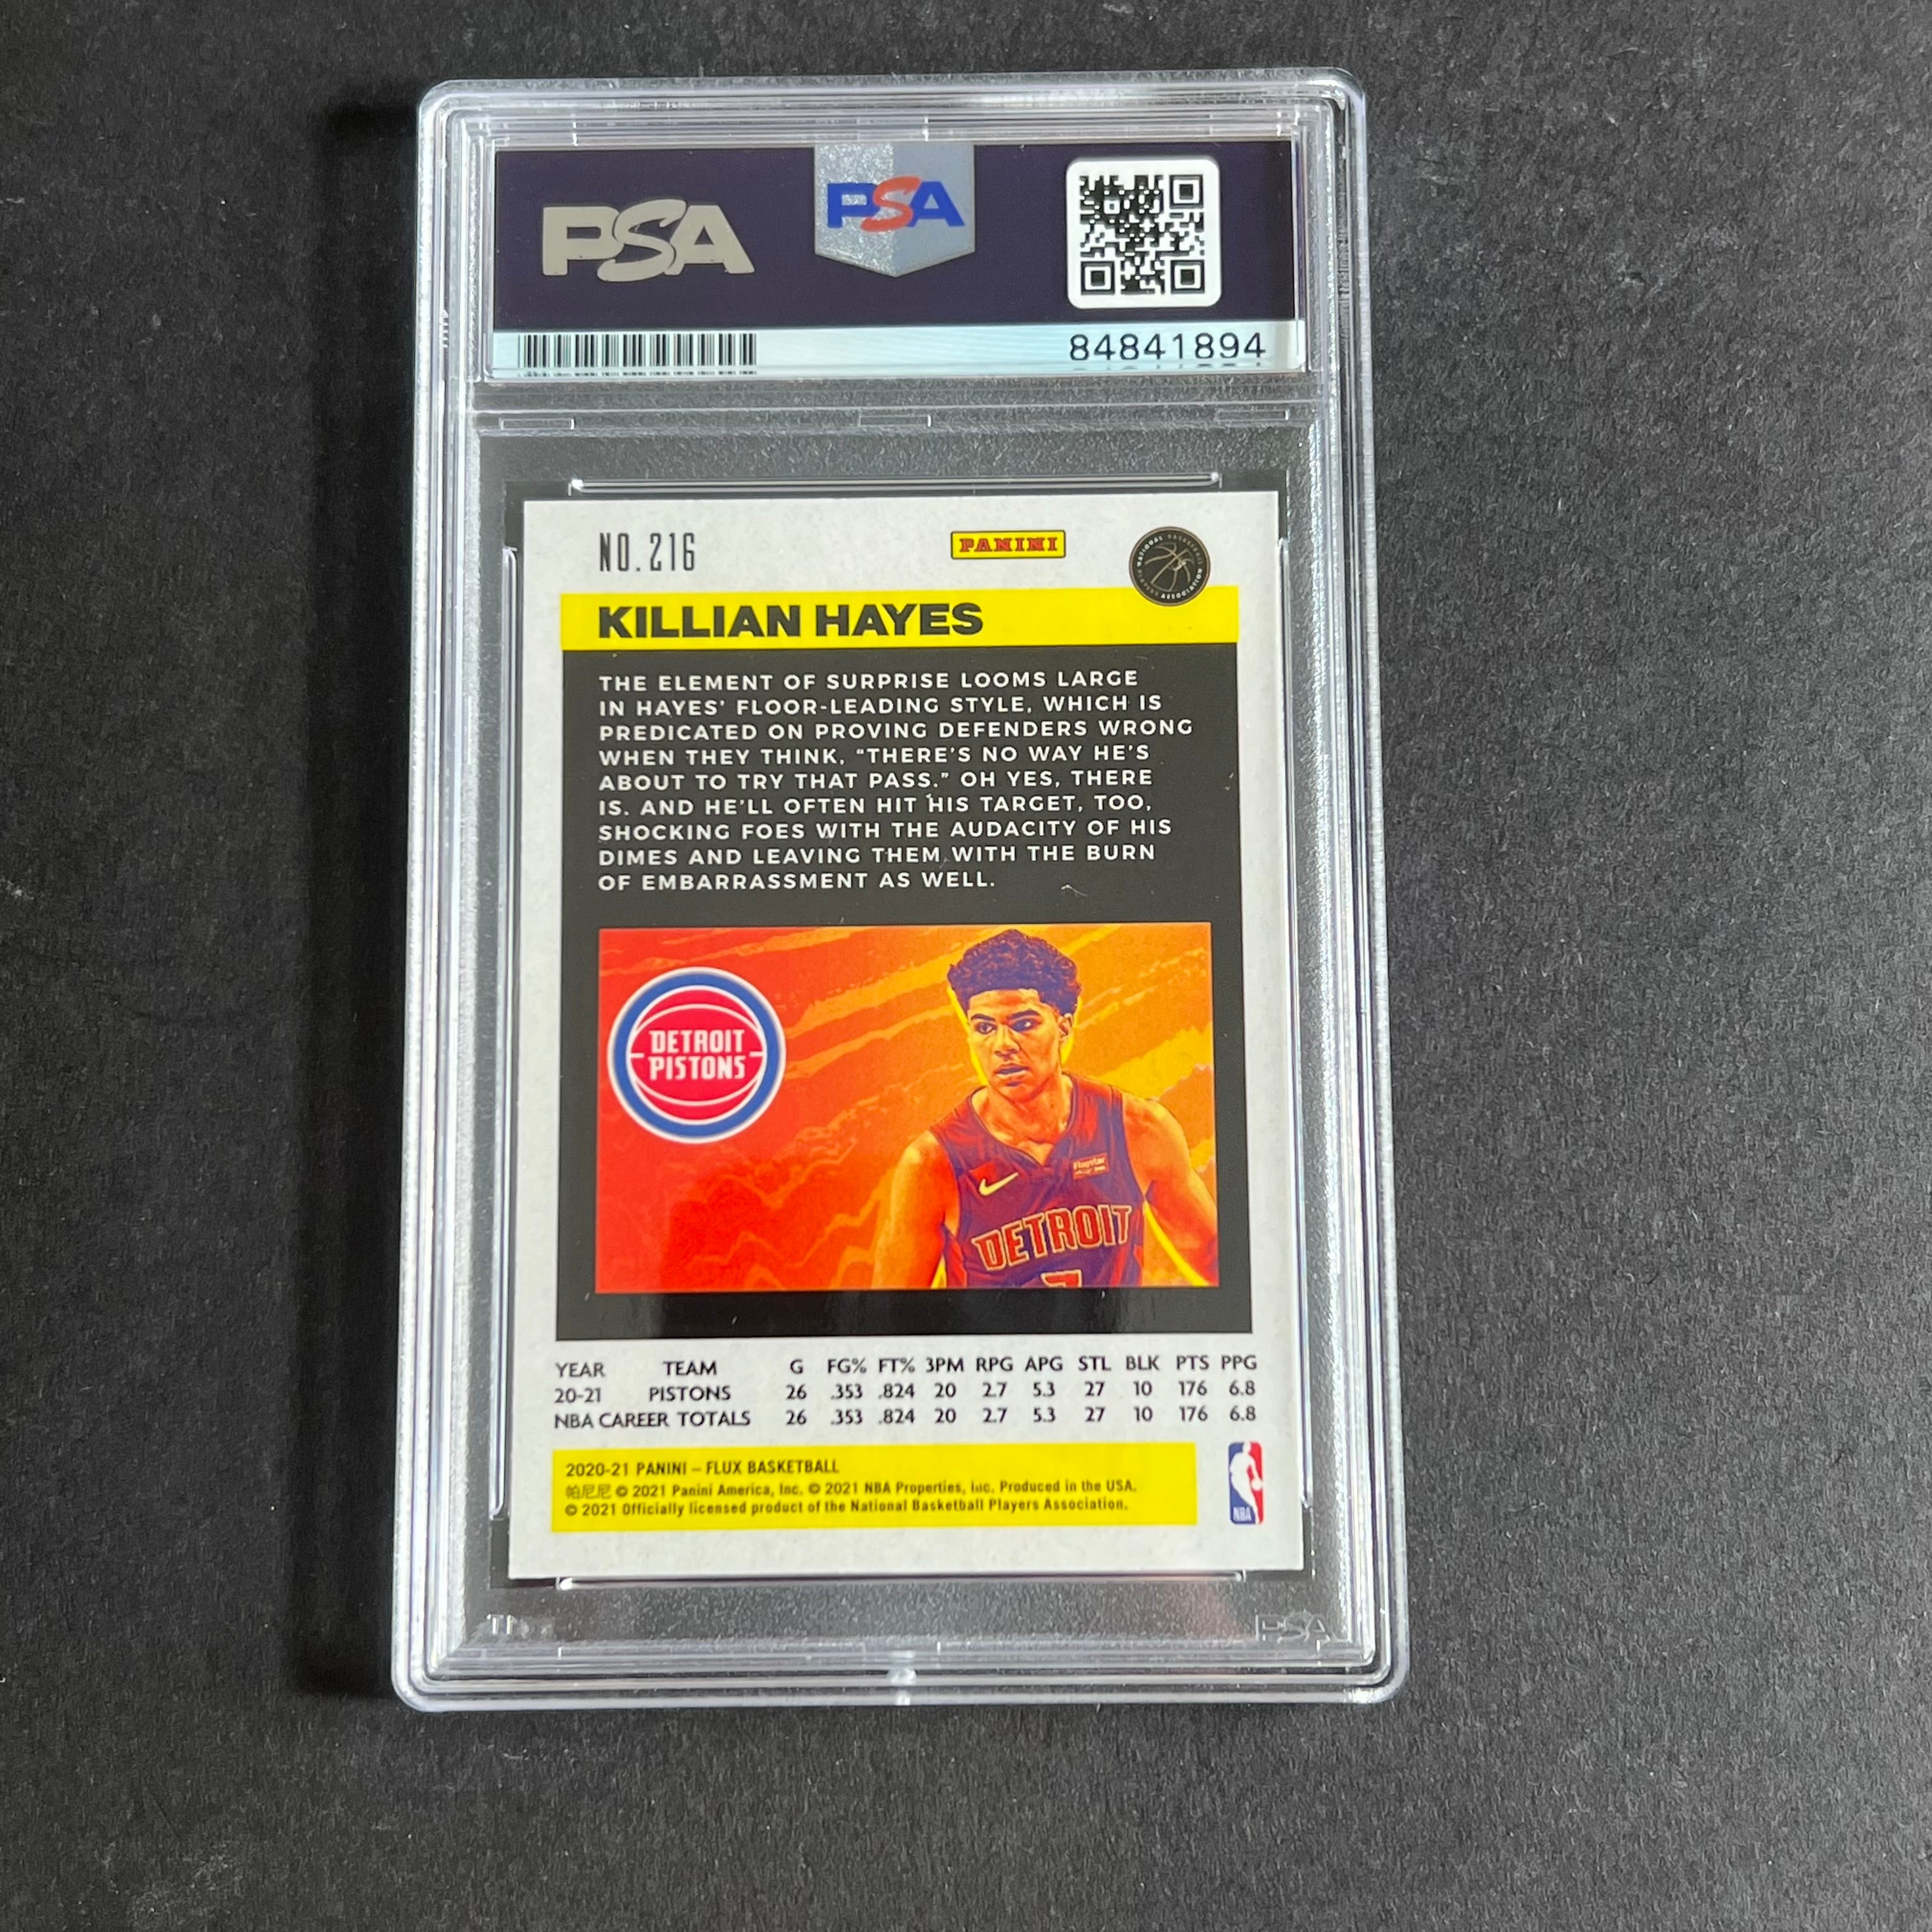 PSA
PSA
84841894
NO. 216
PANINI
NATIONAL BASKETBALL PLAYERS ASSOCIATION
KILLIAN HAYES
THE ELEMENT OF SURPRISE LOOMS LARGE
IN HAYES' FLOOR-LEADING STYLE, WHICH IS
PREDICATED ON PROVING DEFENDERS WRONG
WHEN THEY THINK, "THERE'S NO WAY HE'S
ABOUT TO TRY THAT PASS." OH YES, THERE
IS. AND HE'LL OFTEN HIT HIS TARGET, TOO,
SHOCKING FOES WITH THE AUDACITY OF HIS
DIMES AND LEAVING THEM WITH THE BURN
OF EMBARRASSMENT AS WELL.
DETROIT
PISTONS
Flagstar
DETROIT
7
YEAR TEAM G FG% FT% 3PM RPG APG STL BLK PTS PPG
20-21 PISTONS 26 .353 .824 20 2.7 5.3 27 10 176 6.8
NBA CAREER TOTALS 26 .353 .824 20 2.7 5.3 27 10 176 6.8
2020-21 PANINI – FLUX BASKETBALL
帕尼尼 © 2021 Panini America, Inc. © 2021 NBA Properties, Inc. Produced in the USA.
© 2021 Officially licensed product of the National Basketball Players Association.
NBA
PSA